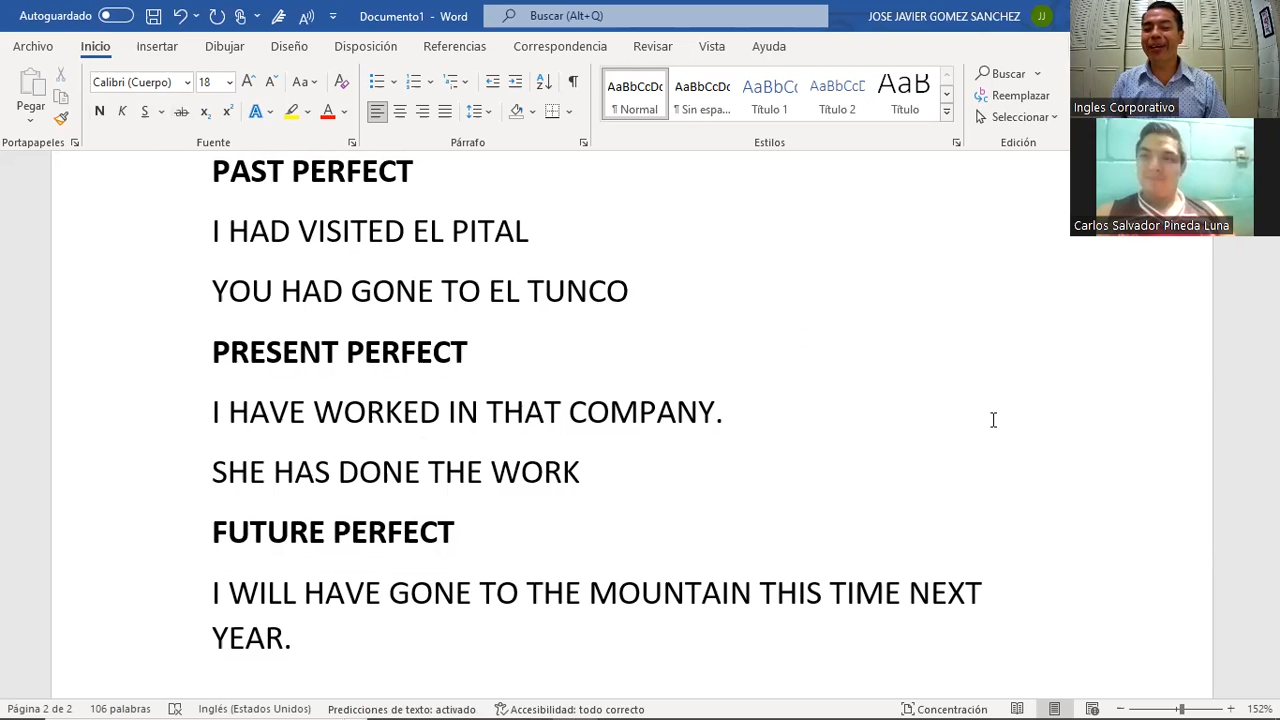 Autoguardado Documento1 - Word Buscar (Alt+Q) JOSE JAVIER GOMEZ SANCHEZ JJ
Archivo Inicio Insertar Dibujar Diseño Disposición Referencias Correspondencia Revisar Vista Ayuda
Pegar Calibri (Cuerpo) 18 Aa
N K S x₂ x² A A
AaBbCcDc AaBbCcDc AaBbCc AaBbCcD AaB
¶ Normal ¶ Sin espa... Título 1 Título 2 Título
Buscar
Reemplazar
Seleccionar
Portapapeles Fuente Párrafo Estilos Edición
Ingles Corporativo
Carlos Salvador Pineda Luna
PAST PERFECT
I HAD VISITED EL PITAL
YOU HAD GONE TO EL TUNCO
PRESENT PERFECT
I HAVE WORKED IN THAT COMPANY.
SHE HAS DONE THE WORK
FUTURE PERFECT
I WILL HAVE GONE TO THE MOUNTAIN THIS TIME NEXT
YEAR.
Página 2 de 2 106 palabras Inglés (Estados Unidos) Predicciones de texto: activado Accesibilidad: todo correcto Concentración 152%